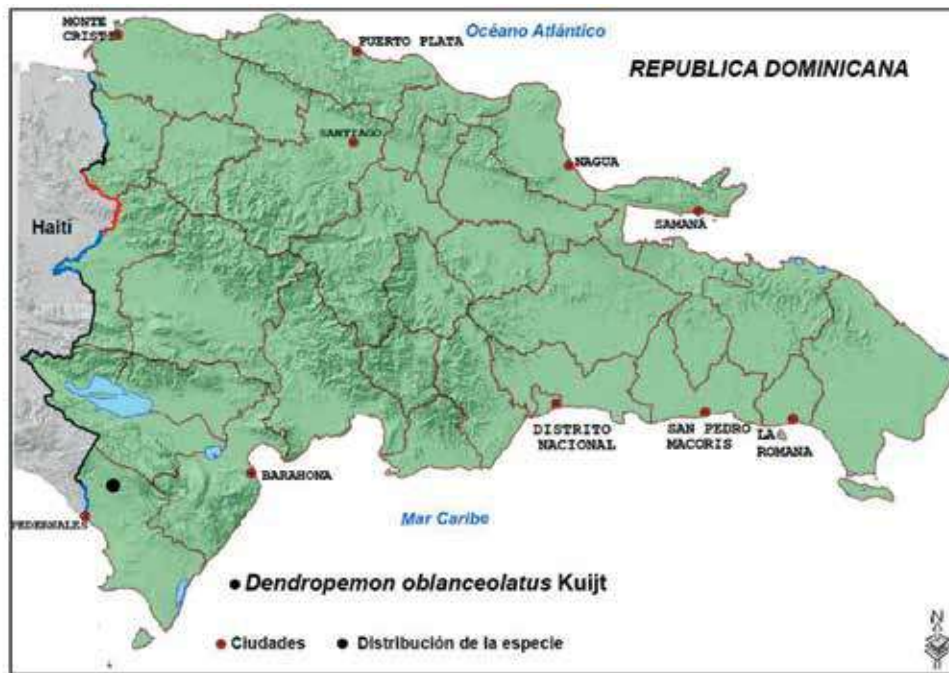 MONTE
CRISTI
PUERTO PLATA
Océano Atlántico
REPUBLICA DOMINICANA
SANTIAGO
NAGUA
SAMANÁ
Haití
DISTRITO
NACIONAL
SAN PEDRO
MACORIS
LA
ROMANA
BARAHONA
PEDERNALES
Mar Caribe
Dendropemon oblanceolatus Kuijt
Ciudades
Distribución de la especie
N